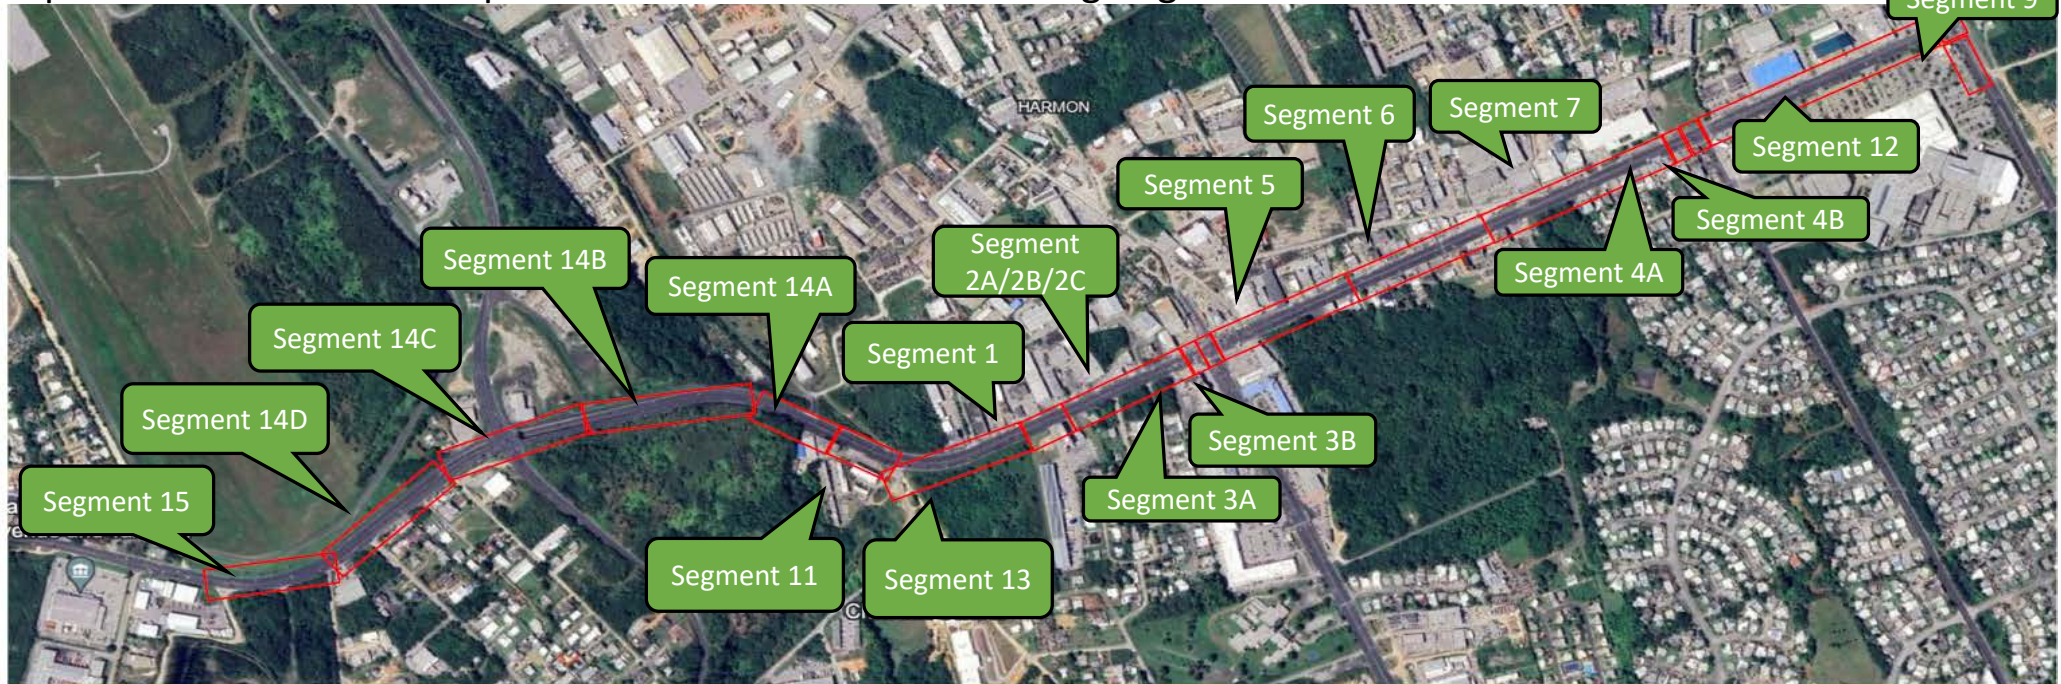 Segment 9
HARMON
Segment 6
Segment 7
Segment 12
Segment 5
Segment 4B
Segment
2A/2B/2C
Segment 14B
Segment 14A
Segment 4A
Segment 14C
Segment 1
Segment 14D
Segment 3B
Segment 15
Segment 3A
Segment 11
Segment 13